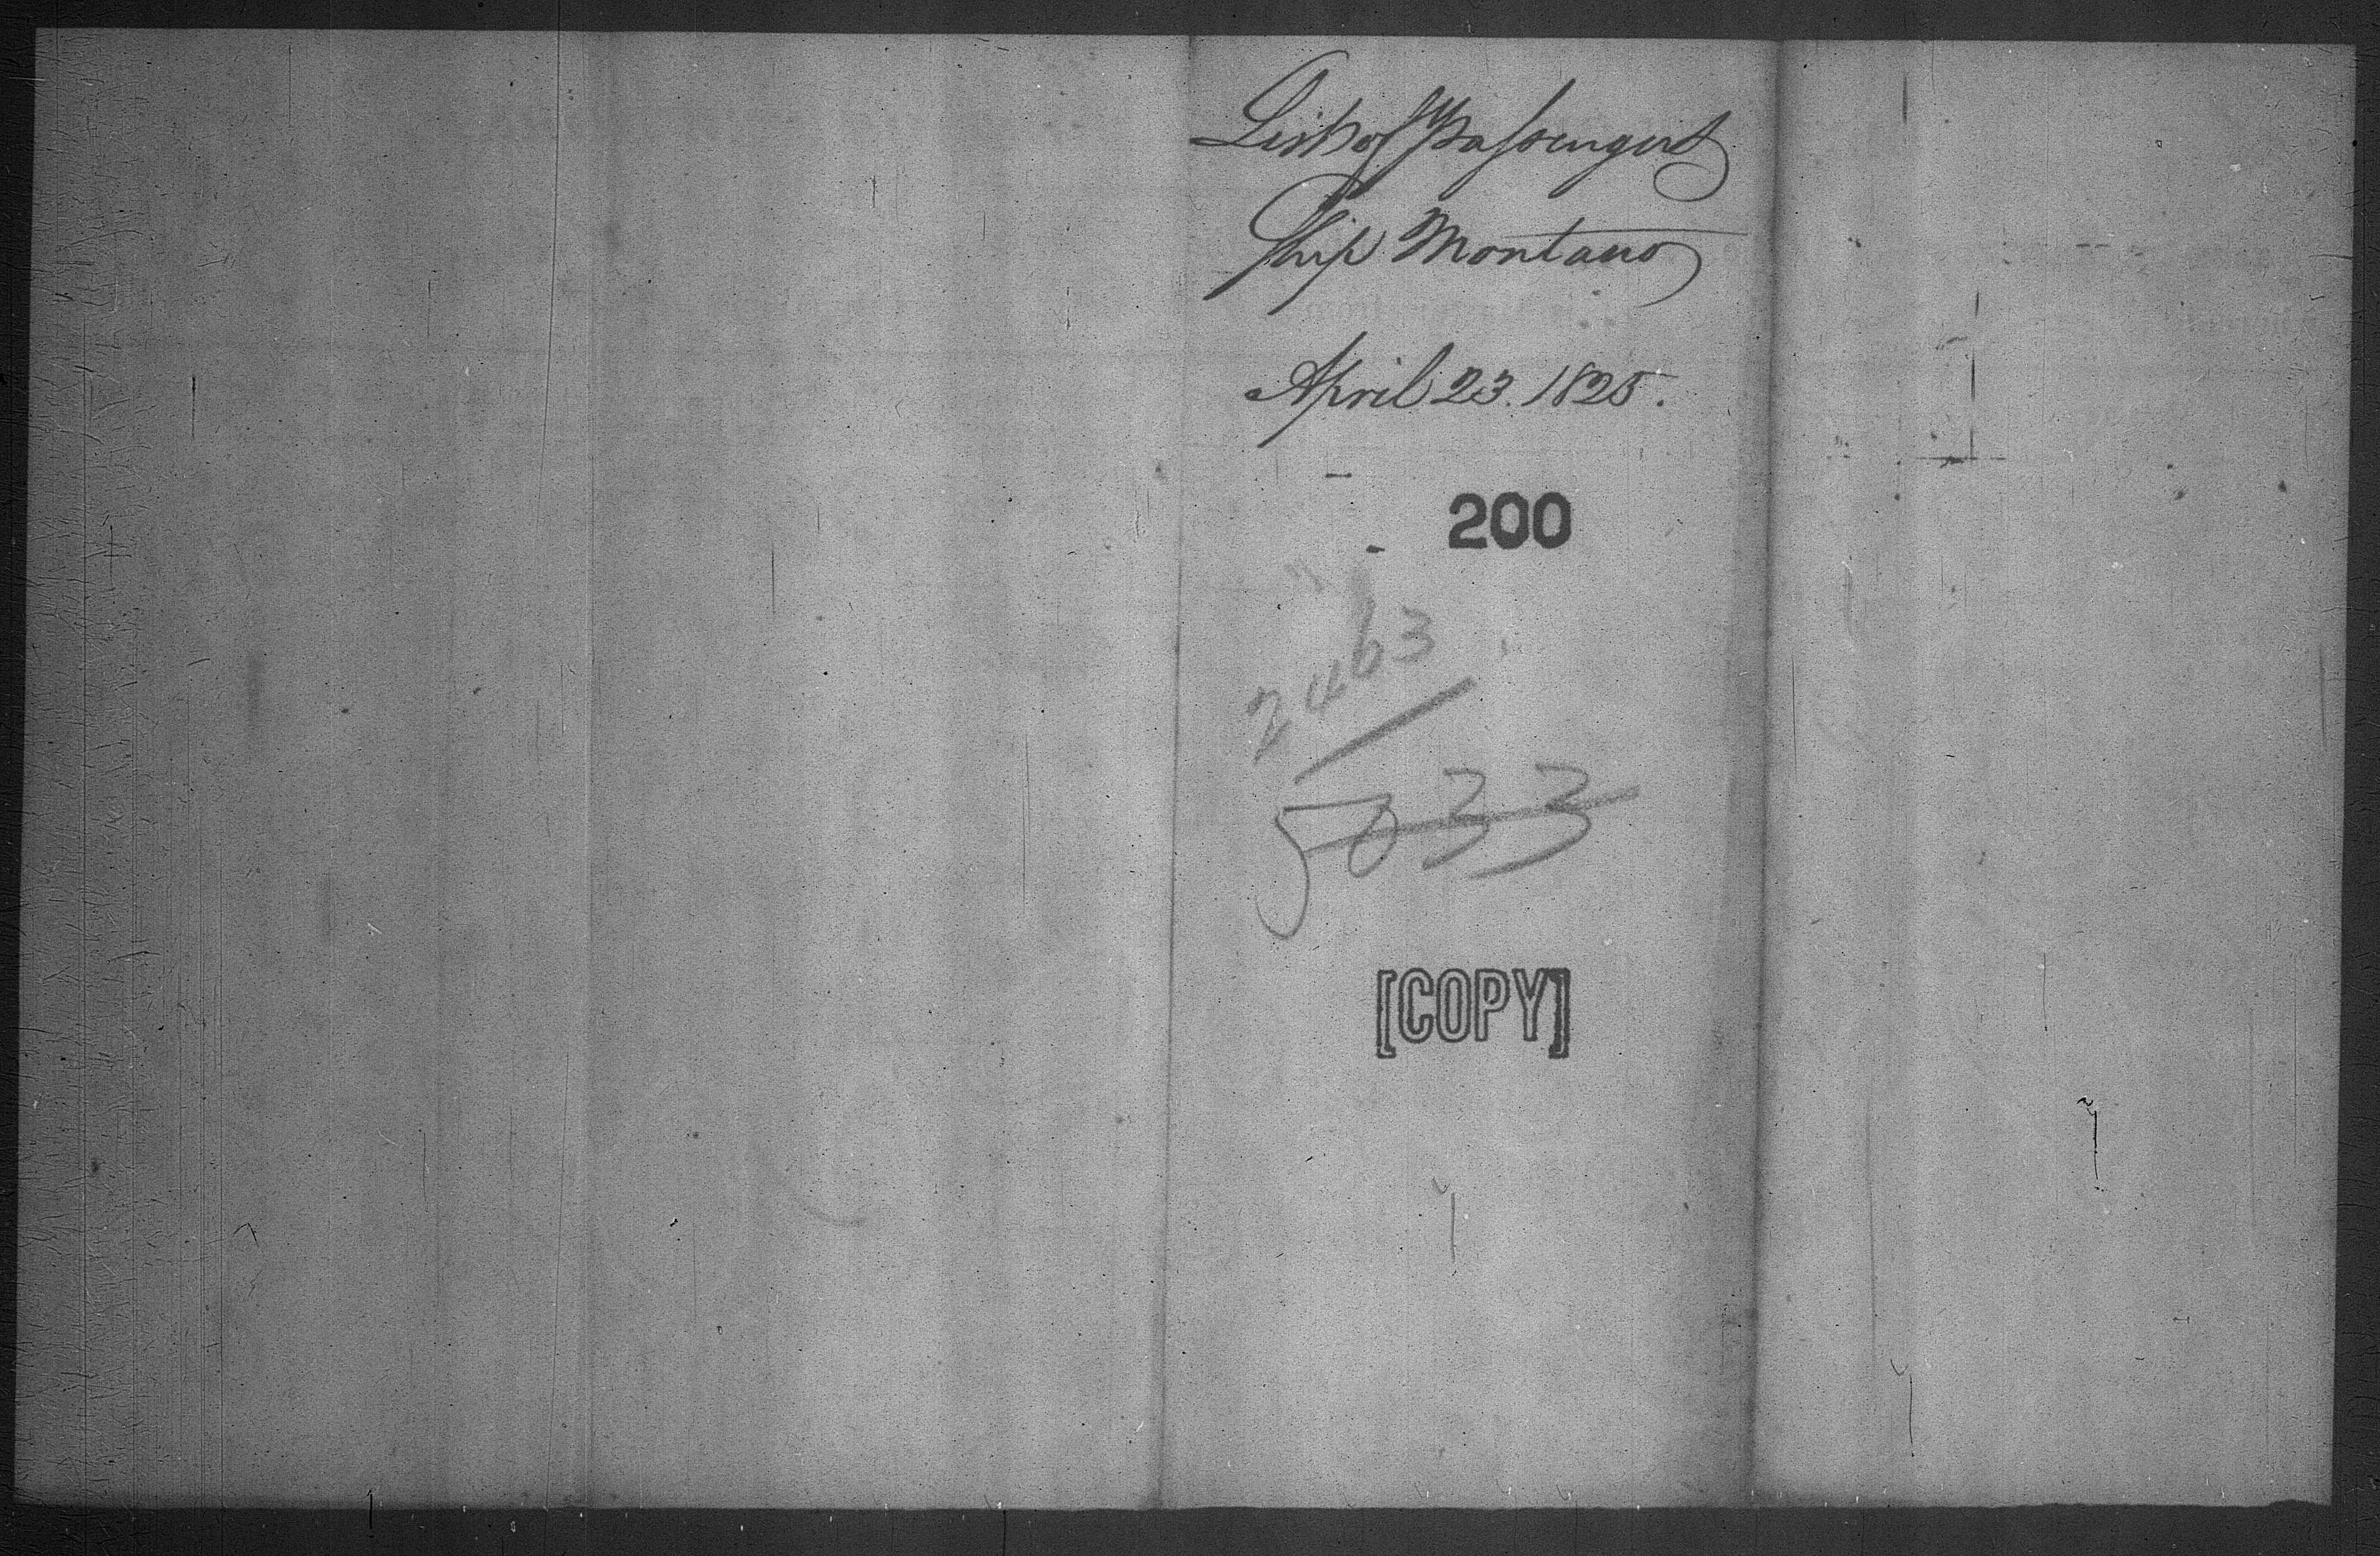 List of Passengers
Ship Montano
April 23. 1825.
200
2463
5033
[COPY]